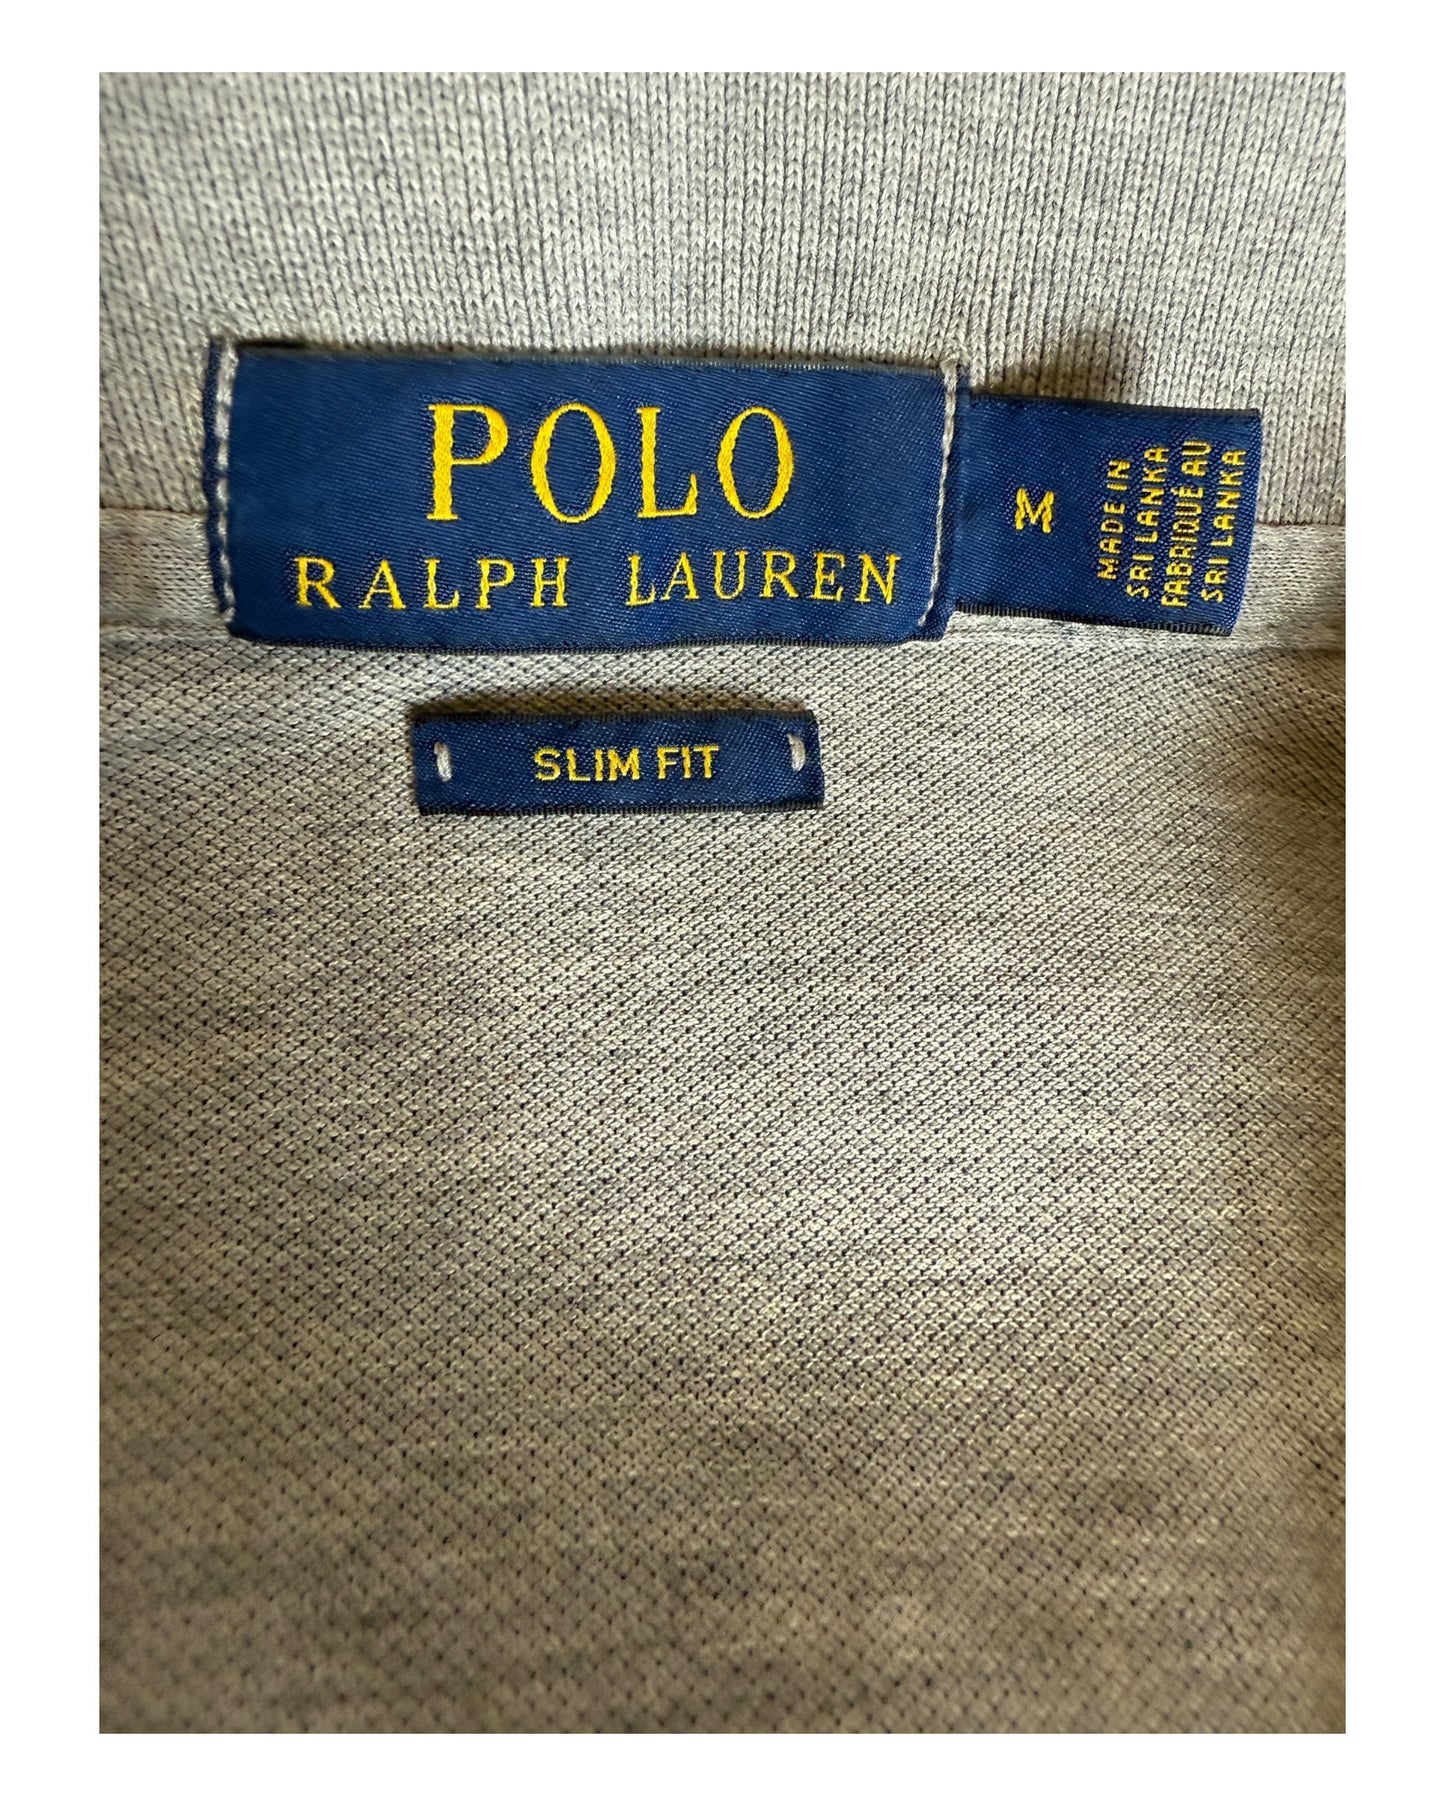 POLO
RALPH LAUREN
M
MADE IN
SRI LANKA
FABRIQUÉ AU
SRI LANKA
SLIM FIT